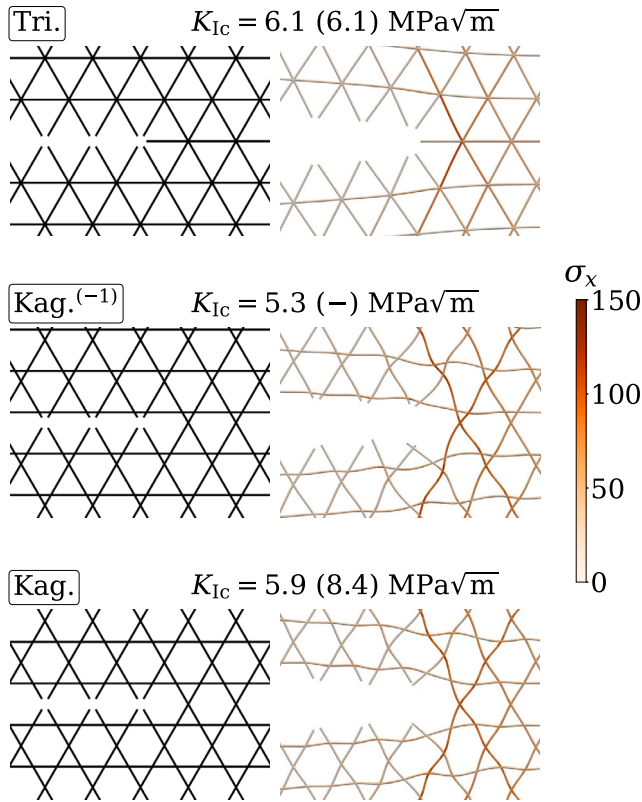 Tri. K_Ic = 6.1 (6.1) MPa√m
σ_x
150
Kag.^(−1) K_Ic = 5.3 (−) MPa√m
100
50
0
Kag. K_Ic = 5.9 (8.4) MPa√m